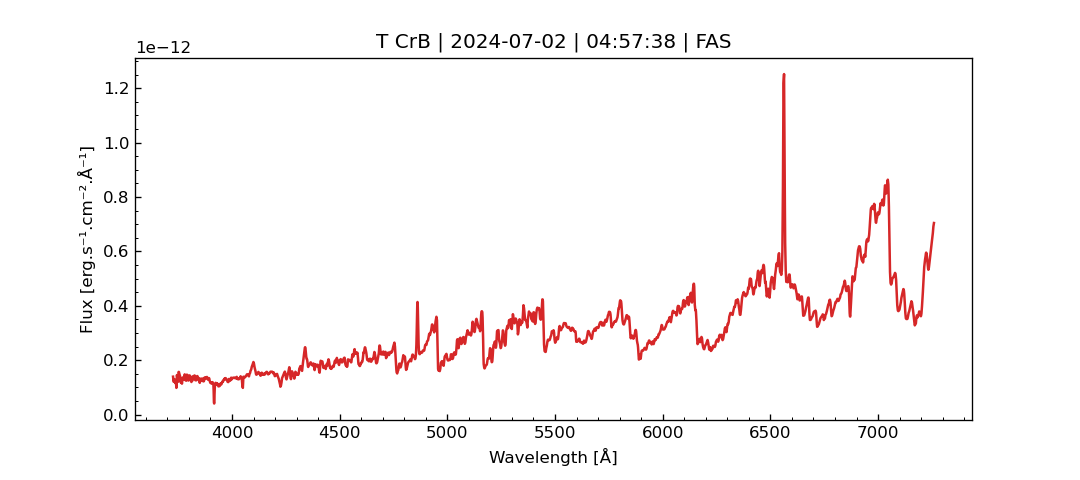 T CrB | 2024-07-02 | 04:57:38 | FAS
1e−12
1.2
1.0
0.8
0.6
0.4
0.2
0.0
Flux [erg.s⁻¹.cm⁻².Å⁻¹]
4000 4500 5000 5500 6000 6500 7000
Wavelength [Å]